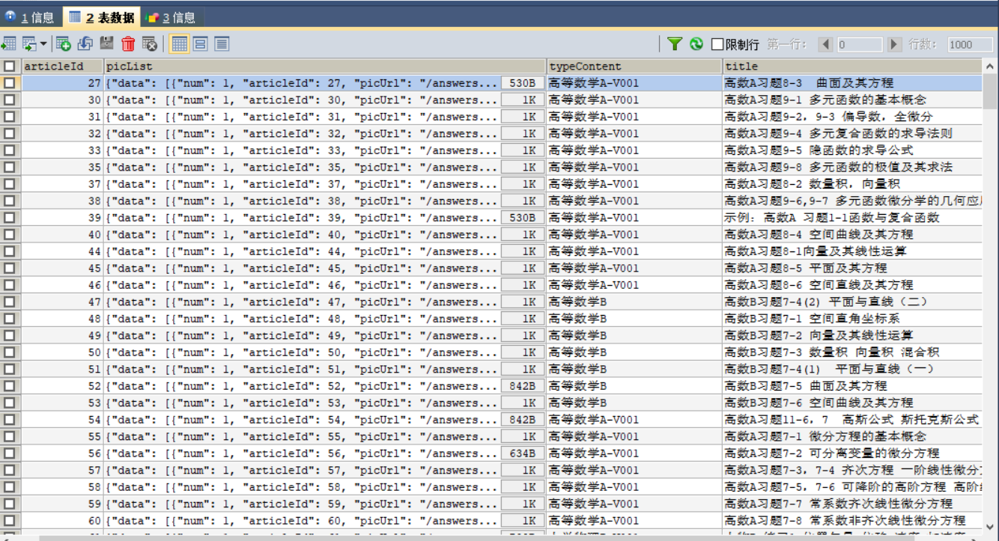 1 信息 2 表数据 3 信息
限制行 第一行: 0 行数: 1000
articleId picList typeContent title
27 {"data": [{"num": 1, "articleId": 27, "picUrl": "/answers... 530B 高等数学A-V001 高数A习题8-3 曲面及其方程
30 {"data": [{"num": 1, "articleId": 30, "picUrl": "/answers... 1K 高等数学A-V001 高数A习题9-1 多元函数的基本概念
31 {"data": [{"num": 1, "articleId": 31, "picUrl": "/answers... 1K 高等数学A-V001 高数A习题9-2，9-3 偏导数，全微分
32 {"data": [{"num": 1, "articleId": 32, "picUrl": "/answers... 1K 高等数学A-V001 高数A习题9-4 多元复合函数的求导法则
33 {"data": [{"num": 1, "articleId": 33, "picUrl": "/answers... 1K 高等数学A-V001 高数A习题9-5 隐函数的求导公式
35 {"data": [{"num": 1, "articleId": 35, "picUrl": "/answers... 1K 高等数学A-V001 高数A习题9-8 多元函数的极值及其求法
37 {"data": [{"num": 1, "articleId": 37, "picUrl": "/answers... 1K 高等数学A-V001 高数A习题8-2 数量积，向量积
38 {"data": [{"num": 1, "articleId": 38, "picUrl": "/answers... 1K 高等数学A-V001 高数A习题9-6,9-7 多元函数微分学的几何应
39 {"data": [{"num": 1, "articleId": 39, "picUrl": "/answers... 530B 高等数学A-V001 示例：高数A 习题1-1函数与复合函数
40 {"data": [{"num": 1, "articleId": 40, "picUrl": "/answers... 1K 高等数学A-V001 高数A习题8-4 空间曲线及其方程
44 {"data": [{"num": 1, "articleId": 44, "picUrl": "/answers... 1K 高等数学A-V001 高数A习题8-1向量及其线性运算
45 {"data": [{"num": 1, "articleId": 45, "picUrl": "/answers... 1K 高等数学A-V001 高数A习题8-5 平面及其方程
46 {"data": [{"num": 1, "articleId": 46, "picUrl": "/answers... 1K 高等数学A-V001 高数A习题8-6 空间直线及其方程
47 {"data": [{"num": 1, "articleId": 47, "picUrl": "/answers... 1K 高等数学B 高数B习题7-4(2) 平面与直线（二）
48 {"data": [{"num": 1, "articleId": 48, "picUrl": "/answers... 1K 高等数学B 高数B习题7-1 空间直角坐标系
49 {"data": [{"num": 1, "articleId": 49, "picUrl": "/answers... 1K 高等数学B 高数B习题7-2 向量及其线性运算
50 {"data": [{"num": 1, "articleId": 50, "picUrl": "/answers... 1K 高等数学B 高数B习题7-3 数量积 向量积 混合积
51 {"data": [{"num": 1, "articleId": 51, "picUrl": "/answers... 1K 高等数学B 高数B习题7-4(1) 平面与直线（一）
52 {"data": [{"num": 1, "articleId": 52, "picUrl": "/answers... 842B 高等数学B 高数B习题7-5 曲面及其方程
53 {"data": [{"num": 1, "articleId": 53, "picUrl": "/answers... 1K 高等数学B 高数B习题7-6 空间曲线及其方程
54 {"data": [{"num": 1, "articleId": 54, "picUrl": "/answers... 842B 高等数学A-V001 高数A习题11-6，7 高斯公式 斯托克斯公式
55 {"data": [{"num": 1, "articleId": 55, "picUrl": "/answers... 1K 高等数学A-V001 高数A习题7-1 微分方程的基本概念
56 {"data": [{"num": 1, "articleId": 56, "picUrl": "/answers... 634B 高等数学A-V001 高数A习题7-2 可分离变量的微分方程
57 {"data": [{"num": 1, "articleId": 57, "picUrl": "/answers... 1K 高等数学A-V001 高数A习题7-3，7-4 齐次方程 一阶线性微分
58 {"data": [{"num": 1, "articleId": 58, "picUrl": "/answers... 1K 高等数学A-V001 高数A习题7-5，7-6 可降阶的高阶方程 高阶
59 {"data": [{"num": 1, "articleId": 59, "picUrl": "/answers... 1K 高等数学A-V001 高数A习题7-7 常系数齐次线性微分方程
60 {"data": [{"num": 1, "articleId": 60, "picUrl": "/answers... 1K 高等数学A-V001 高数A习题7-8 常系数非齐次线性微分方程